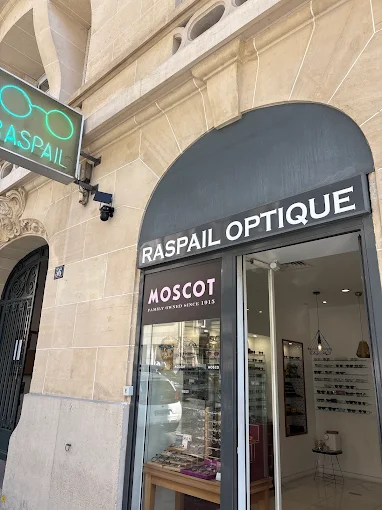 RASPAIL
RASPAIL OPTIQUE
MOSCOT
FAMILY OWNED SINCE 1915